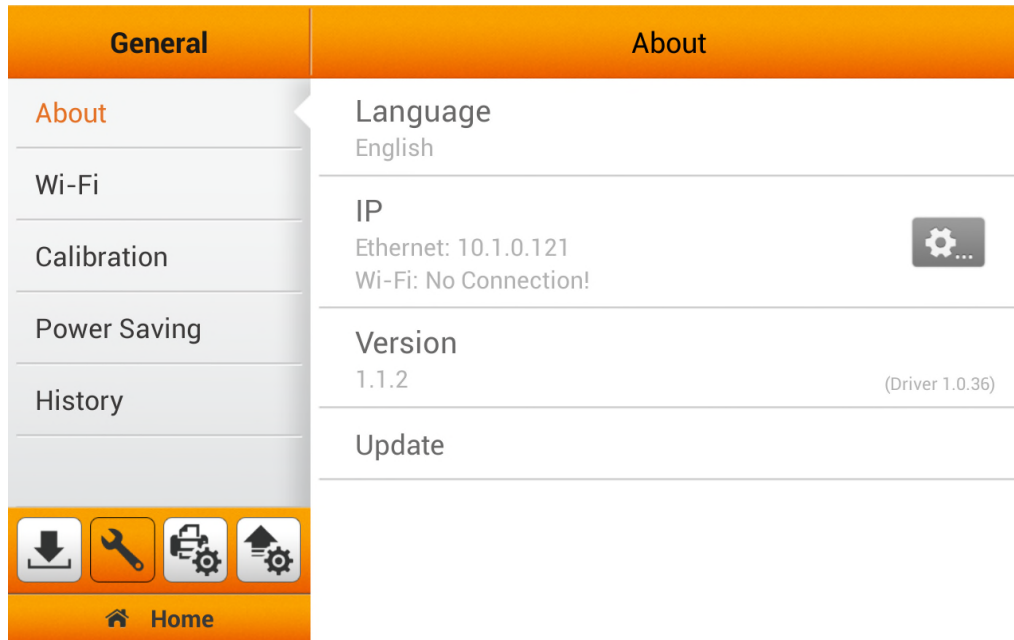 General
About
About
Wi-Fi
Calibration
Power Saving
History
Home
Language
English
IP
Ethernet: 10.1.0.121
Wi-Fi: No Connection!
Version
1.1.2
(Driver 1.0.36)
Update